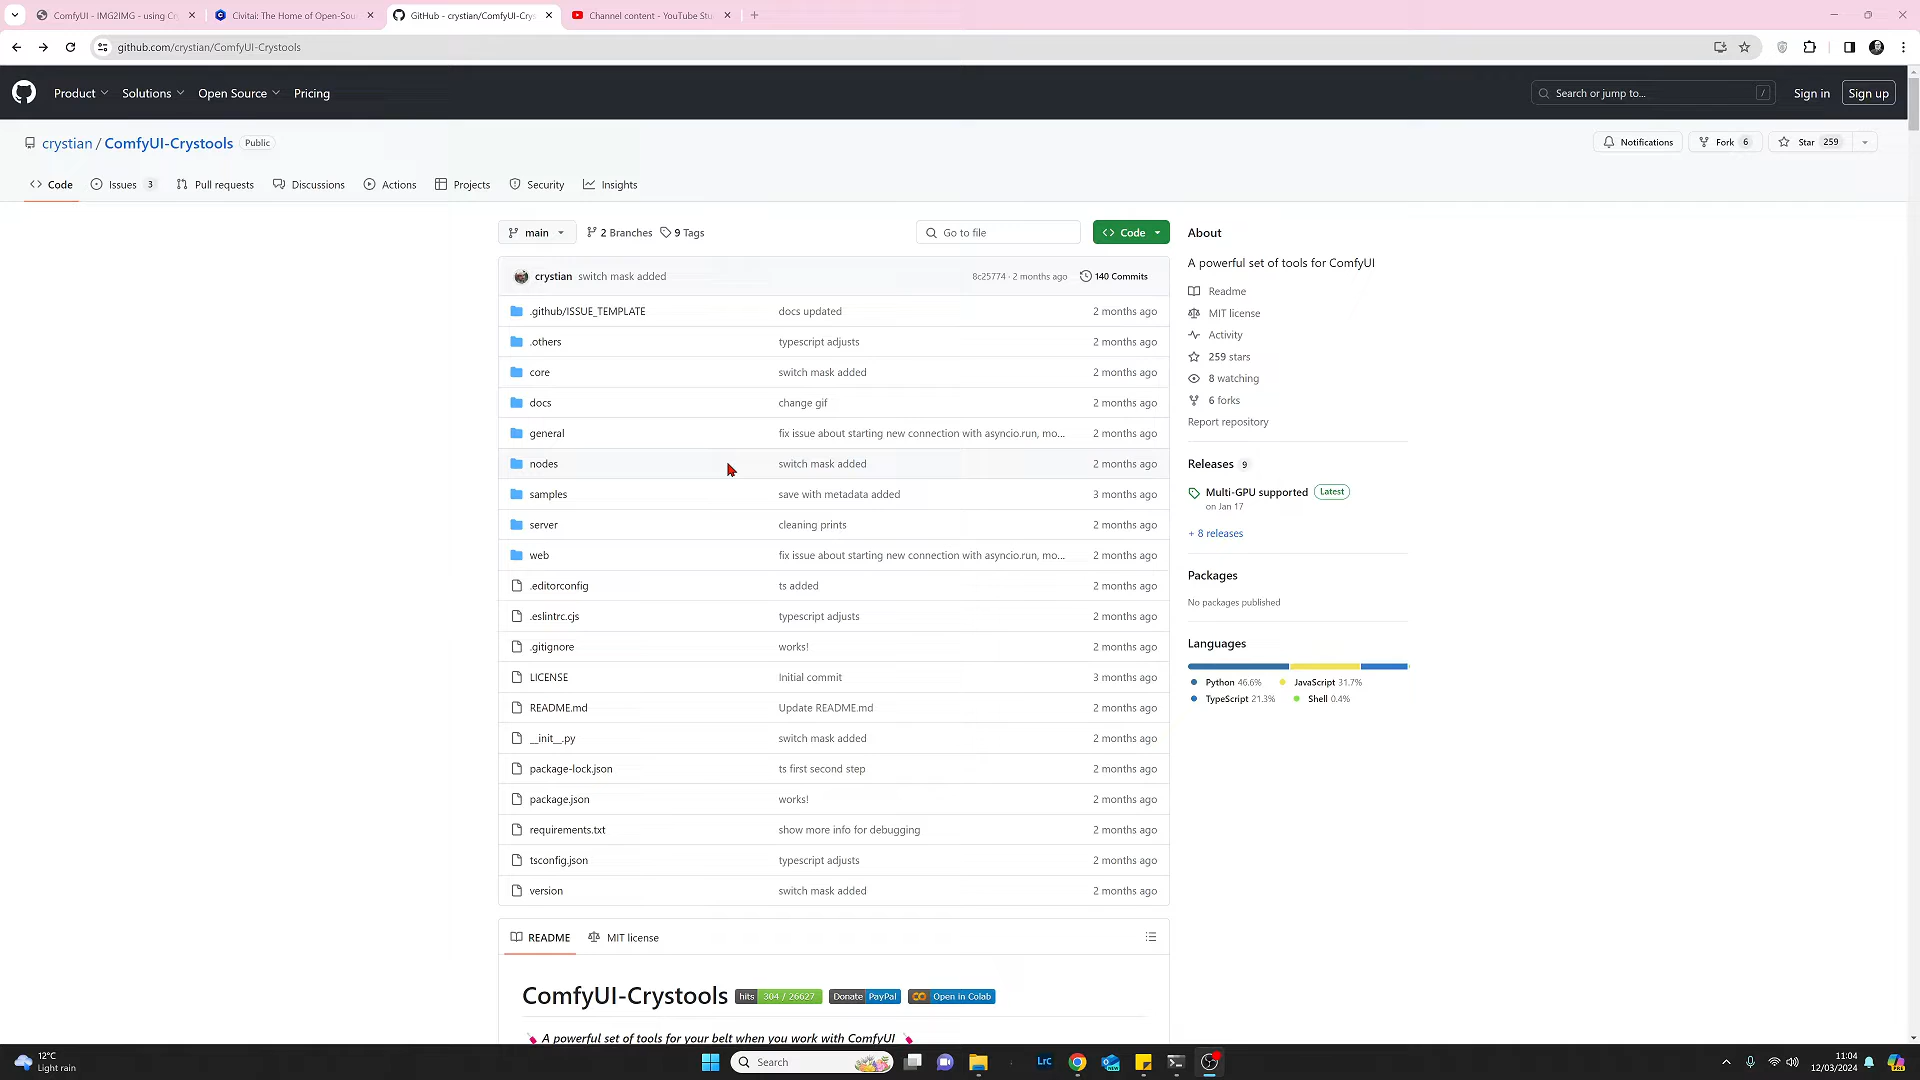 ComfyUI - IMG2IMG - using Cr
Civitai: The Home of Open-Sou
GitHub - crystian/ComfyUI-Crys
Channel content - YouTube Stu
github.com/crystian/ComfyUI-Crystools
Product
Solutions
Open Source
Pricing
Search or jump to...
/
Sign in
Sign up
crystian / ComfyUI-Crystools
Public
Notifications
Fork 6
Star 259
Code
Issues 3
Pull requests
Discussions
Actions
Projects
Security
Insights
main
2 Branches
9 Tags
Go to file
Code
crystian switch mask added 8c25774 · 2 months ago 140 Commits
.github/ISSUE_TEMPLATE docs updated 2 months ago
.others typescript adjusts 2 months ago
core switch mask added 2 months ago
docs change gif 2 months ago
general fix issue about starting new connection with asyncio.run, mo... 2 months ago
nodes switch mask added 2 months ago
samples save with metadata added 3 months ago
server cleaning prints 2 months ago
web fix issue about starting new connection with asyncio.run, mo... 2 months ago
.editorconfig ts added 2 months ago
.eslintrc.cjs typescript adjusts 2 months ago
.gitignore works! 2 months ago
LICENSE Initial commit 3 months ago
README.md Update README.md 2 months ago
__init__.py switch mask added 2 months ago
package-lock.json ts first second step 2 months ago
package.json works! 2 months ago
requirements.txt show more info for debugging 2 months ago
tsconfig.json typescript adjusts 2 months ago
version switch mask added 2 months ago
README
MIT license
ComfyUI-Crystools
hits 304 / 26627
Donate PayPal
Open in Colab
A powerful set of tools for your belt when you work with ComfyUI
About
A powerful set of tools for ComfyUI
Readme
MIT license
Activity
259 stars
8 watching
6 forks
Report repository
Releases 9
Multi-GPU supported Latest
on Jan 17
+ 8 releases
Packages
No packages published
Languages
Python 46.6% JavaScript 31.7%
TypeScript 21.3% Shell 0.4%
12°C
Light rain
Search
LrC
11:04
12/03/2024